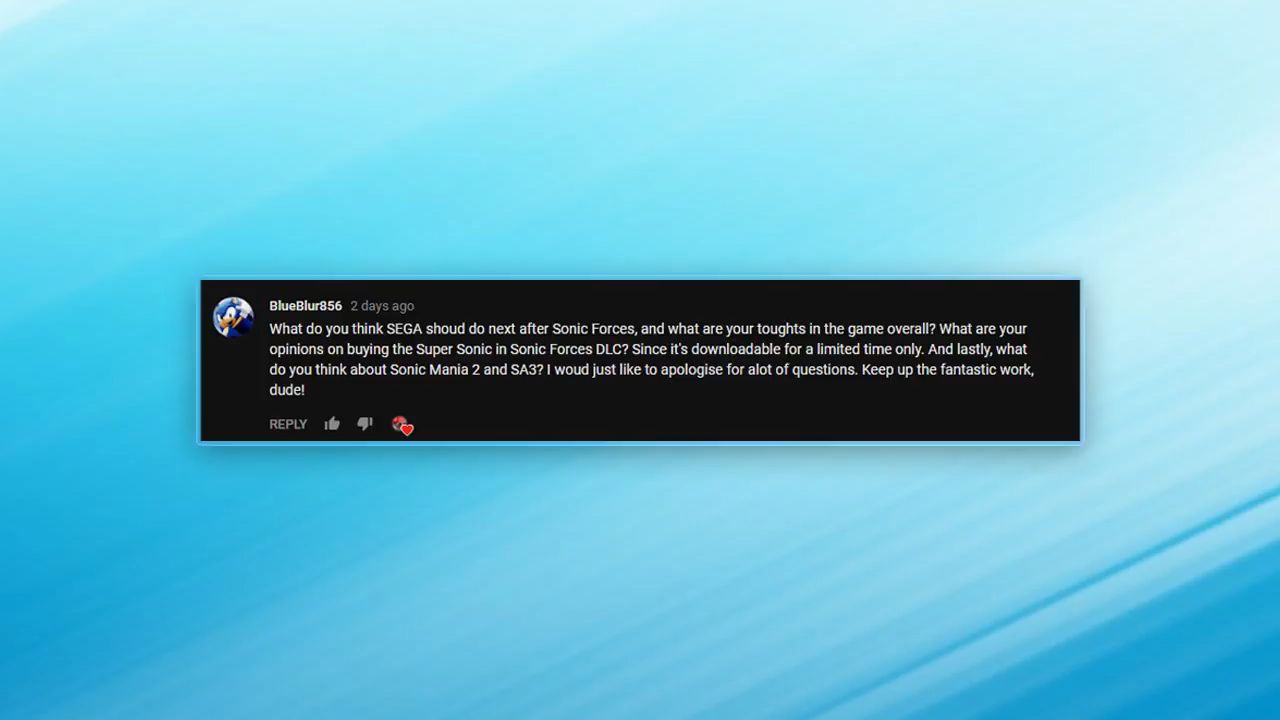 BlueBlur856 2 days ago
What do you think SEGA shoud do next after Sonic Forces, and what are your toughts in the game overall? What are your
opinions on buying the Super Sonic in Sonic Forces DLC? Since it's downloadable for a limited time only. And lastly, what
do you think about Sonic Mania 2 and SA3? I woud just like to apologise for alot of questions. Keep up the fantastic work,
dude!
REPLY